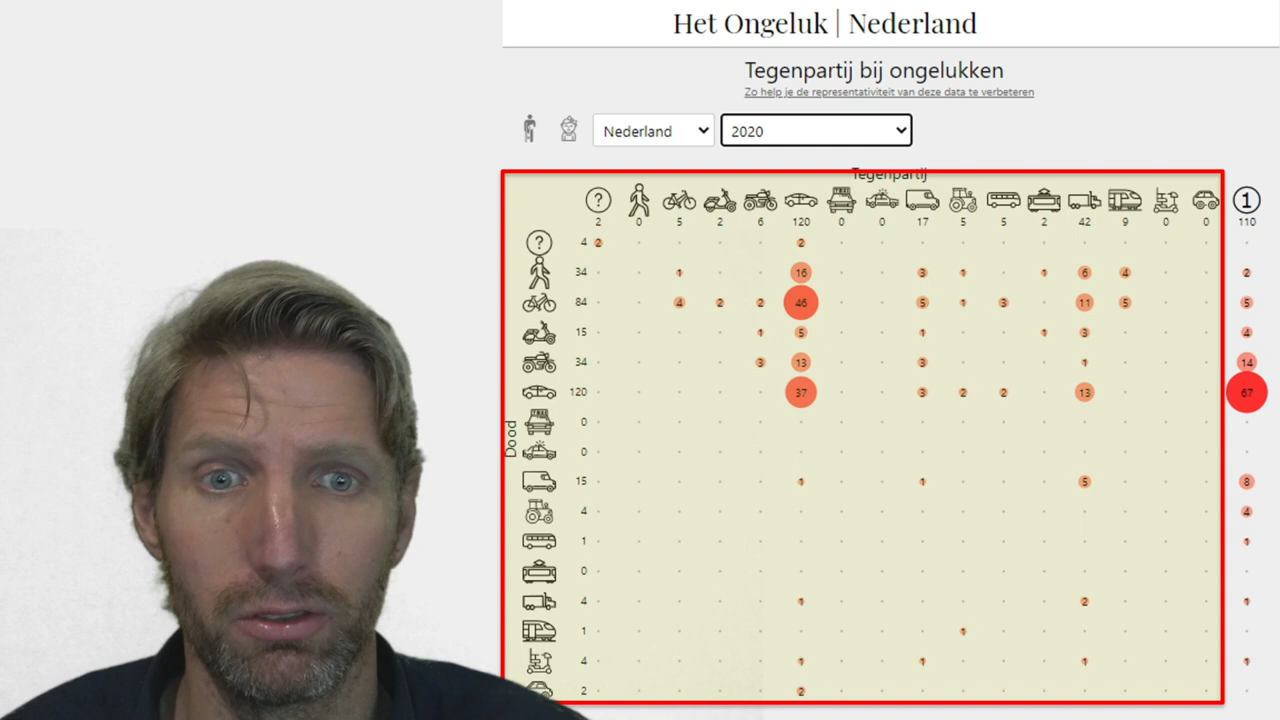 Het Ongeluk | Nederland
Tegenpartij bij ongelukken
Zo help je de representativiteit van deze data te verbeteren
Nederland 2020
Tegenpartij
? 1
2 0 5 2 6 120 0 0 17 5 5 2 42 9 0 0 110
? 4 2 2
34 1 16 3 1 1 6 4 2
84 4 2 2 46 5 1 3 11 5 5
15 1 5 1 1 3 4
34 3 13 3 1 14
120 37 3 2 2 13 67
Dood
TAXI 0
0
15 1 1 5 8
4 4
1 1
0
4 1 2 1
1 1
4 1 1 1 1
2 2